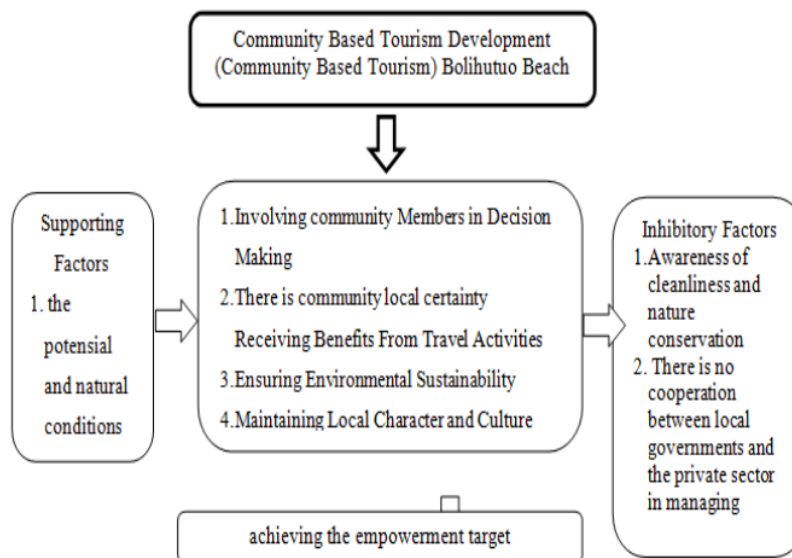 Community Based Tourism Development
(Community Based Tourism) Bolihutuo Beach
Supporting
Factors
1. the
potensial
and natural
conditions
1.Involving community Members in Decision
Making
2.There is community local certainty
Receiving Benefits From Travel Activities
3.Ensuring Environmental Sustainability
4.Maintaining Local Character and Culture
Inhibitory Factors
1.Awareness of
cleanliness and
nature
conservation
2. There is no
cooperation
between local
governments and
the private sector
in managing
achieving the empowerment target